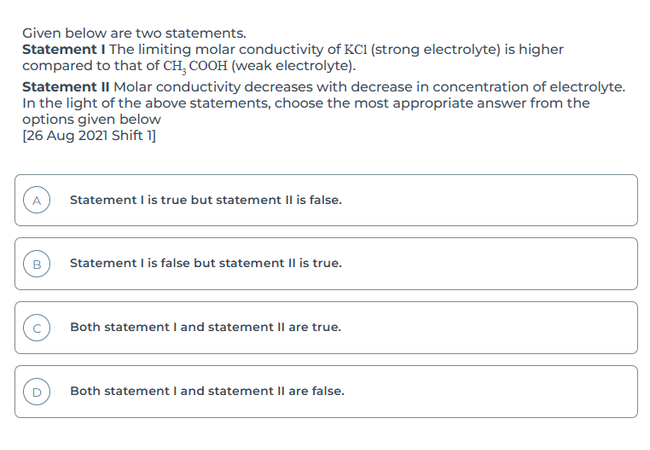 Given below are two statements.
Statement I The limiting molar conductivity of KCl (strong electrolyte) is higher
compared to that of CH₃COOH (weak electrolyte).
Statement II Molar conductivity decreases with decrease in concentration of electrolyte.
In the light of the above statements, choose the most appropriate answer from the
options given below
[26 Aug 2021 Shift 1]
A Statement I is true but statement II is false.
B Statement I is false but statement II is true.
C Both statement I and statement II are true.
D Both statement I and statement II are false.